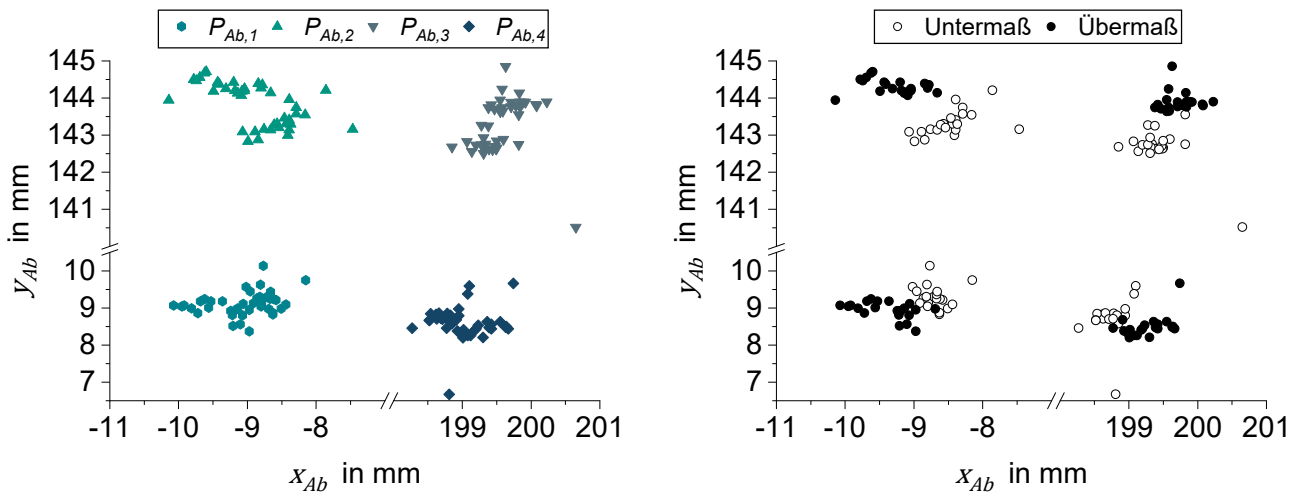 P_Ab,1 P_Ab,2 P_Ab,3 P_Ab,4
145
144
143
142
141
10
9
8
7
y_Ab in mm
-11 -10 -9 -8 199 200 201
x_Ab in mm
Untermaß Übermaß
145
144
143
142
141
10
9
8
7
y_Ab in mm
-11 -10 -9 -8 199 200 201
x_Ab in mm